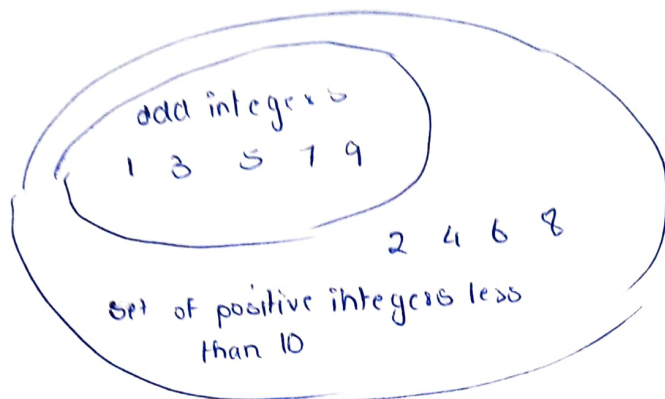 odd integers
1 3 5 7 9
2 4 6 8
set of positive integers less
than 10